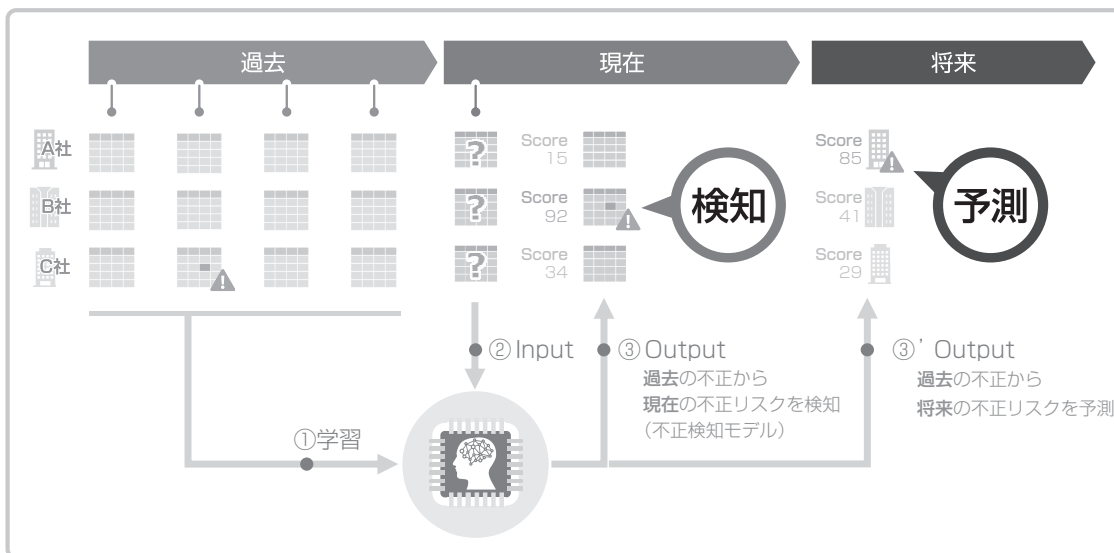 過去
現在
将来
A社
?
Score
15
Score
85
B社
?
Score
92
検知
Score
41
予測
C社
?
Score
34
Score
29
②Input
③Output
過去の不正から
現在の不正リスクを検知
（不正検知モデル）
③’ Output
過去の不正から
将来の不正リスクを予測
①学習